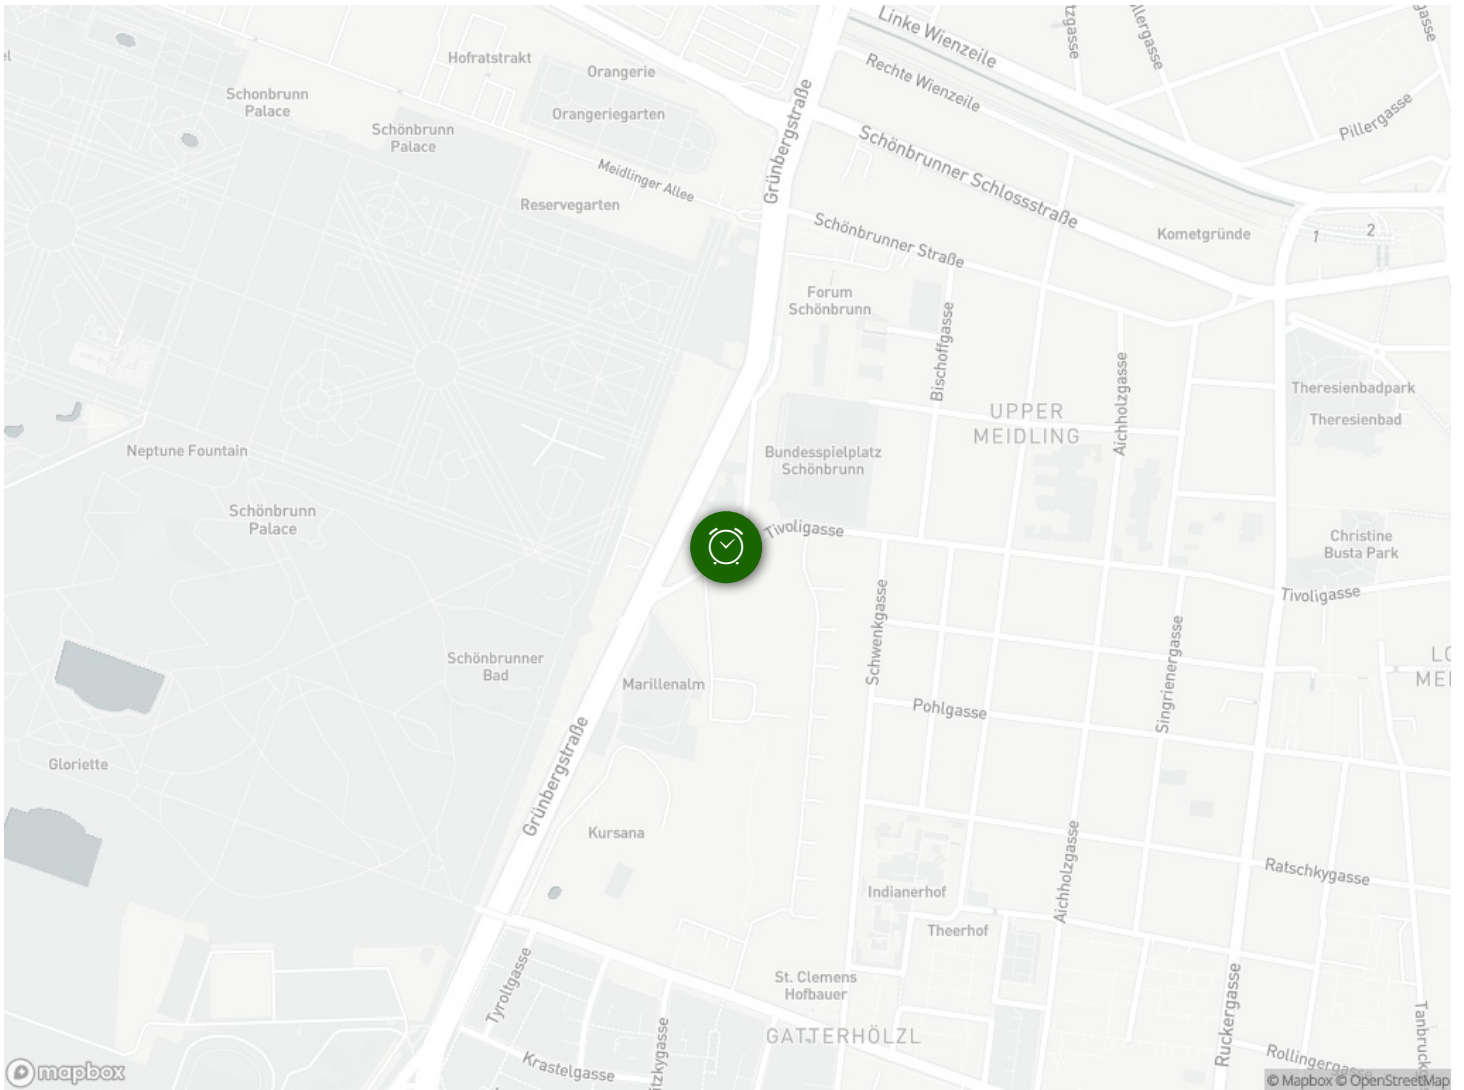 Linke Wienzeile
Rechte Wienzeile
Hofratstrakt
Orangerie
Orangeriegarten
Schonbrunn
Palace
Schönbrunn
Palace
Meidlinger Allee
Reservegarten
Grünbergstraße
Schönbrunner Schlossstraße
Schönbrunner Straße
Pillergasse
Kometgründe
1
2
Forum
Schönbrunn
Bischoffgasse
UPPER
MEIDLING
Aichholzgasse
Theresienbadpark
Theresienbad
Neptune Fountain
Schönbrunn
Palace
Bundesspielplatz
Schönbrunn
Tivoligasse
Christine
Busta Park
Tivoligasse
Schwenkgasse
Singrienergasse
Schönbrunner
Bad
Marillenalm
Pohlgasse
Gloriette
Grünbergstraße
Kursana
Indianerhof
Theerhof
Aichholzgasse
Ratschkygasse
Tyroltgasse
St. Clemens
Hofbauer
GATTERHÖLZL
Ruckergasse
Krastelgasse
Rollingergasse
mapbox
© Mapbox © OpenStreetMap